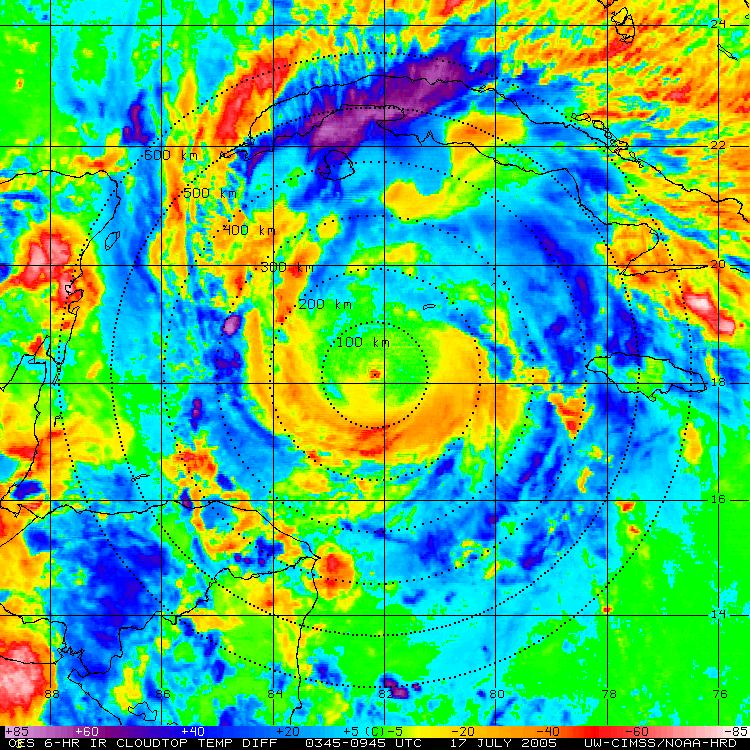 24
22
600 km
500 km
400 km
300 km
20
200 km
100 km
18
16
14
88 86 84 82 80 78 76
+85 +60 +40 +20 +5 (C) -5 -20 -40 -60 -85
GOES 6-HR IR CLOUDTOP TEMP DIFF 0345-0945 UTC 17 JULY 2005 UW-CIMSS/NOAA-HRD